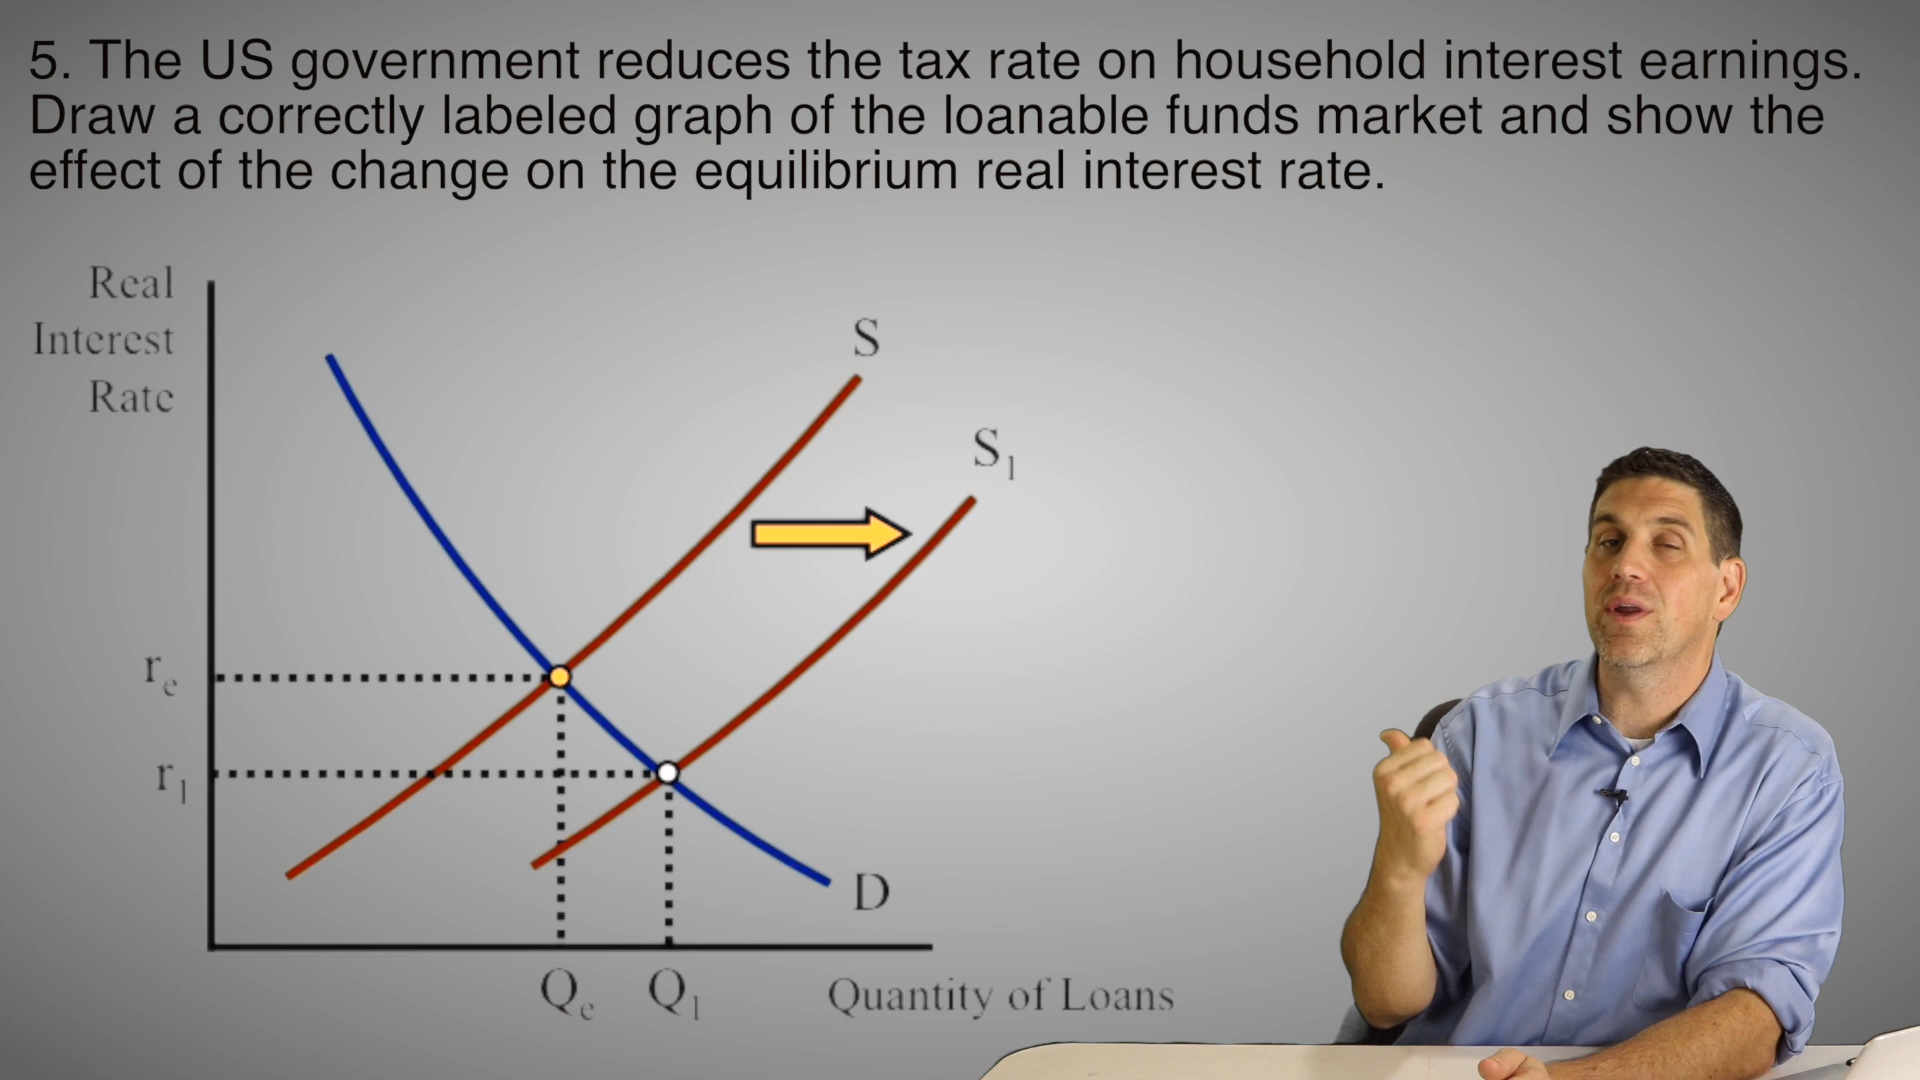 5. The US government reduces the tax rate on household interest earnings.
Draw a correctly labeled graph of the loanable funds market and show the
effect of the change on the equilibrium real interest rate.
Real
Interest
Rate
S
S1
re
r1
D
Qe Q1 Quantity of Loans